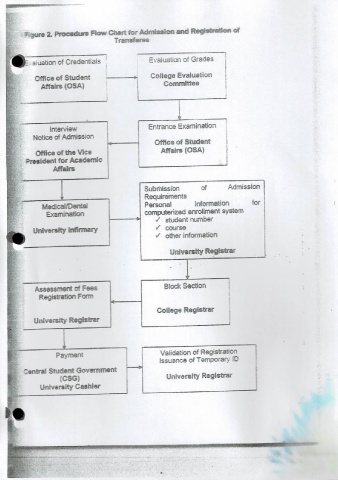 Figure 2. Procedure Flow Chart for Admission and Registration of
Transferees
Evaluation of Credentials
Office of Student
Affairs (OSA)
Evaluation of Grades
College Evaluation
Committee
Interview
Notice of Admission
Office of the Vice
President for Academic
Affairs
Entrance Examination
Office of Student
Affairs (OSA)
Medical/Dental
Examination
University Infirmary
Submission of Admission
Requirements
Personal Information for
computerized enrollment system
✓ student number
✓ course
✓ other information
University Registrar
Assessment of Fees
Registration Form
University Registrar
Block Section
College Registrar
Payment
Central Student Government
(CSG)
University Cashier
Validation of Registration
Issuance of Temporary ID
University Registrar